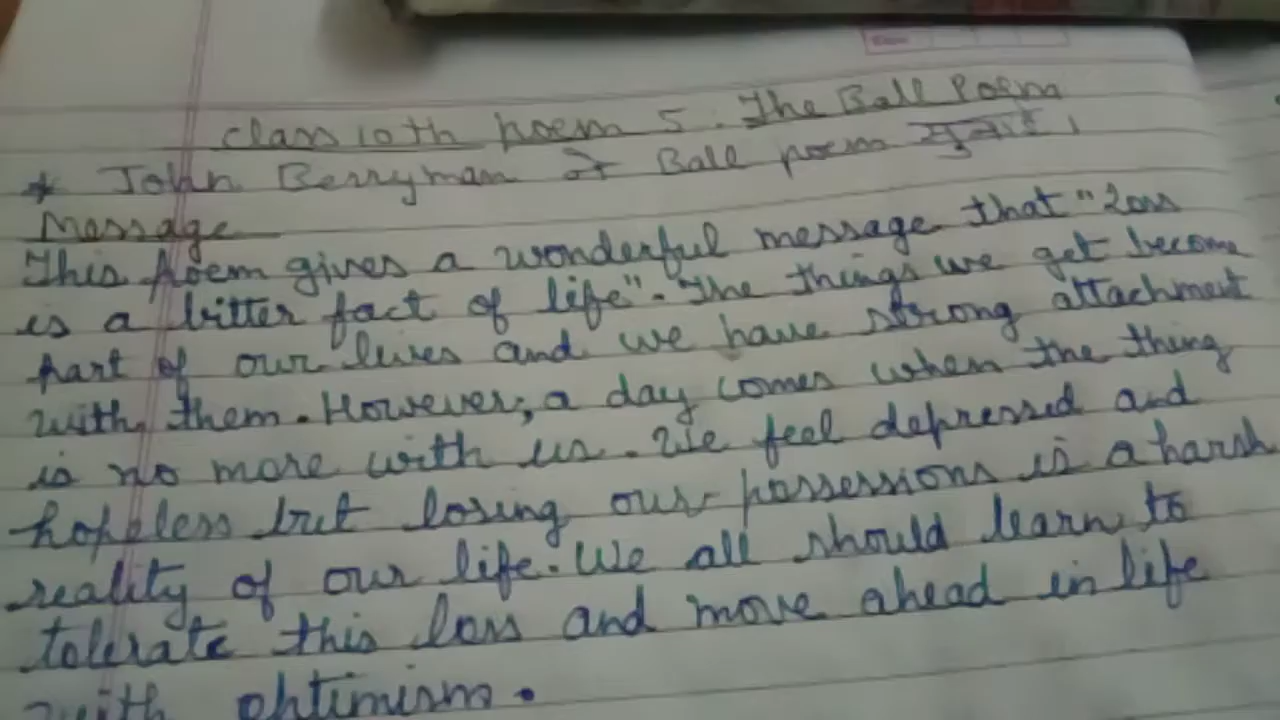 class 10th poem 5. The Ball Poem
* John Berryman ने Ball poem सुनाई।
Message
This poem gives a wonderful message that "Loss
is a bitter fact of life". The things we get become
part of our lives and we have strong attachment
with them. However, a day comes when the thing
is no more with us. We feel depressed and
hopeless but losing our possessions is a harsh
reality of our life. We all should learn to
tolerate this loss and move ahead in life
with optimism.